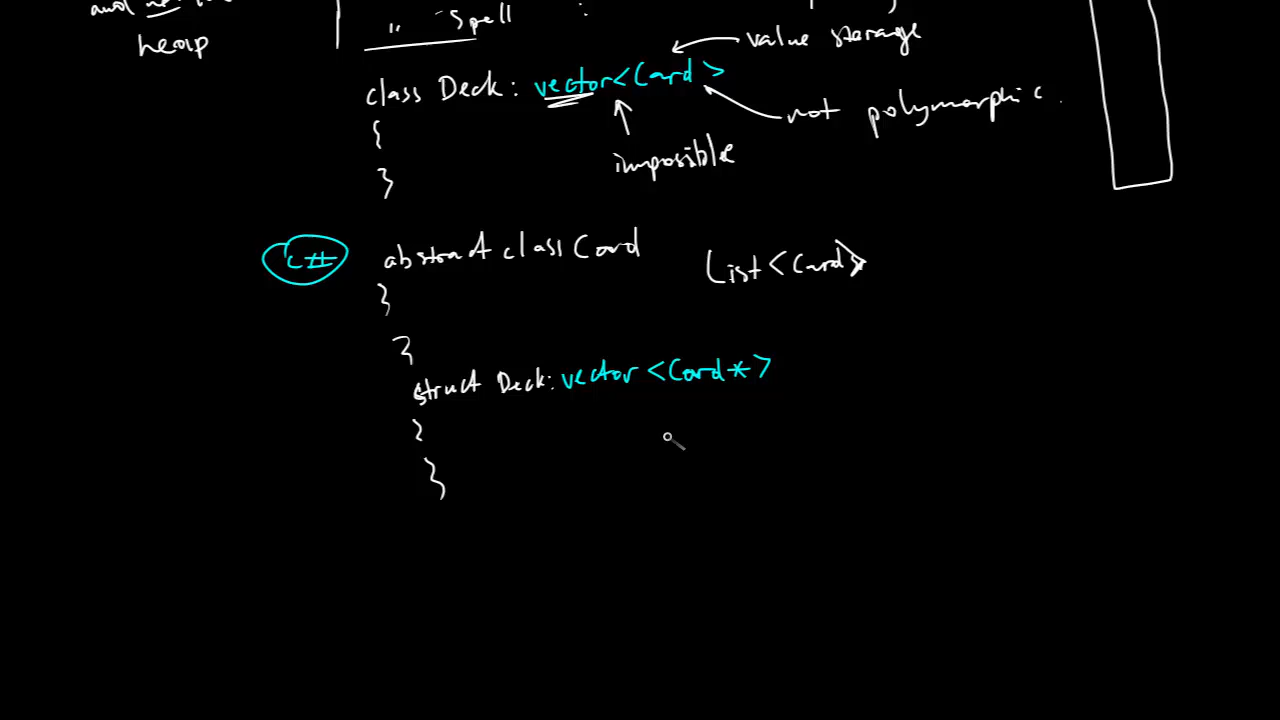 and
heap
" Spell :
class Deck: vector<Card>
value storage
not polymorphic.
{
impossible
}
C# abstract class Card
List<Card>
}
}
struct Deck: vector<Card*>
{
}